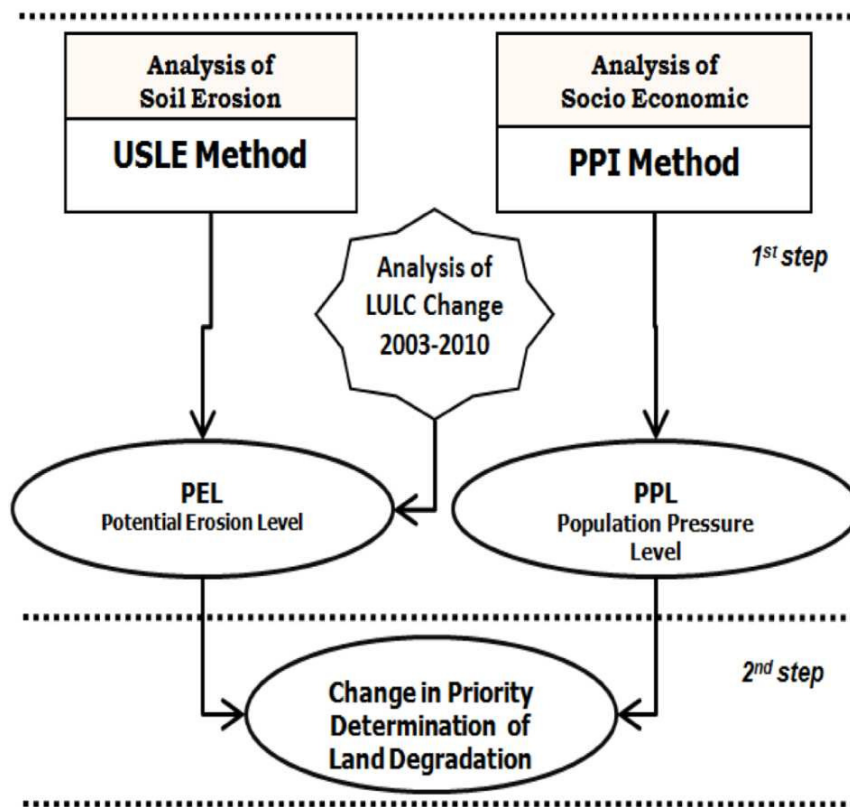 Analysis of
Soil Erosion
USLE Method
Analysis of
Socio Economic
PPI Method
Analysis of
LULC Change
2003-2010
1st step
PEL
Potential Erosion Level
PPL
Population Pressure
Level
2nd step
Change in Priority
Determination of
Land Degradation